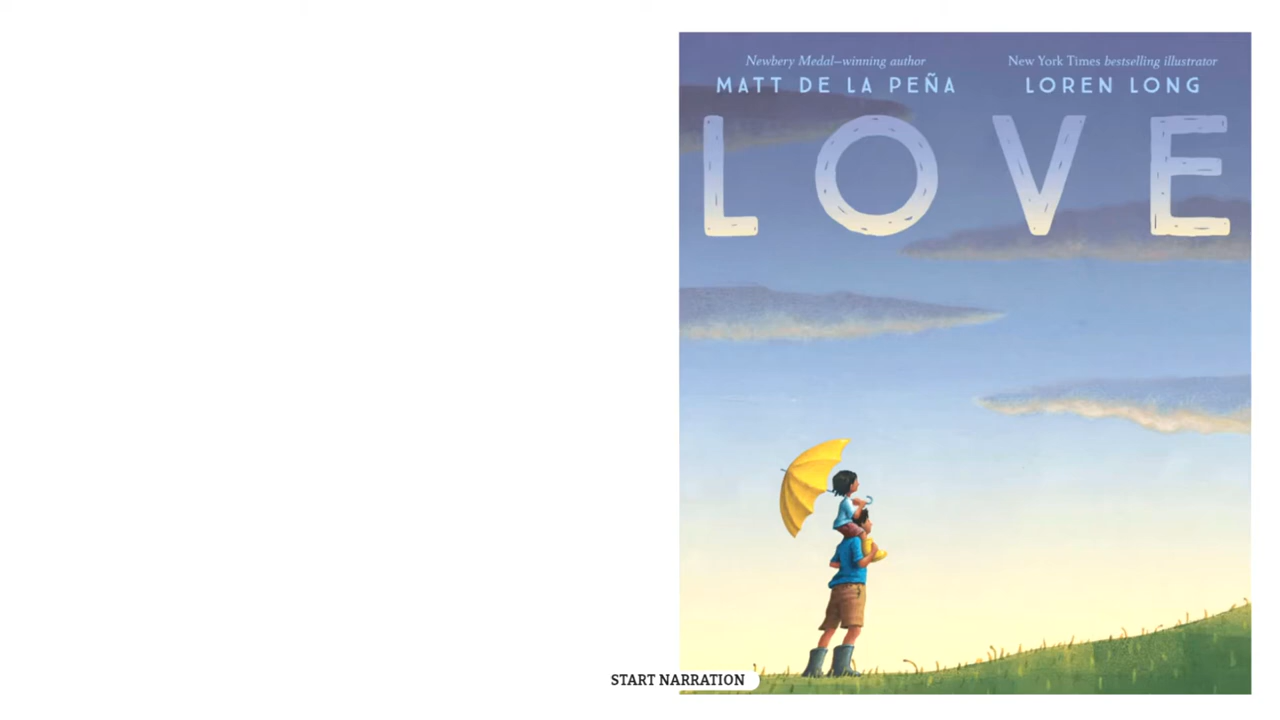 Newbery Medal–winning author
MATT DE LA PEÑA
New York Times bestselling illustrator
LOREN LONG
LOVE
START NARRATION